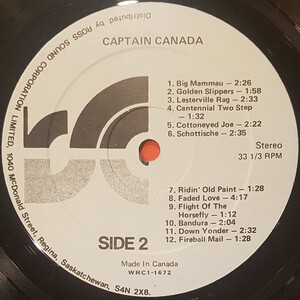 CAPTAIN CANADA
1. Big Mammau – 2:26
2. Golden Slippers – 1:58
3. Lesterville Rag – 2:33
4. Centennial Two Step
– 1:32
5. Cottoneyed Joe – 2:22
6. Schottische – 2:35
Stereo
33 1/3 RPM
7. Ridin' Old Paint – 1:28
8. Faded Love – 4:17
9. Flight Of The
Horsefly – 1:12
10. Bandura – 2:04
11. Down Yonder – 2:36
12. Fireball Mail – 1:28
SIDE 2
Made In Canada
WRC1-1672
Distributed by ROSS SOUND CORPORATION LIMITED, 1040 McDonald Street, Regina, Saskatchewan, S4N 2X8.